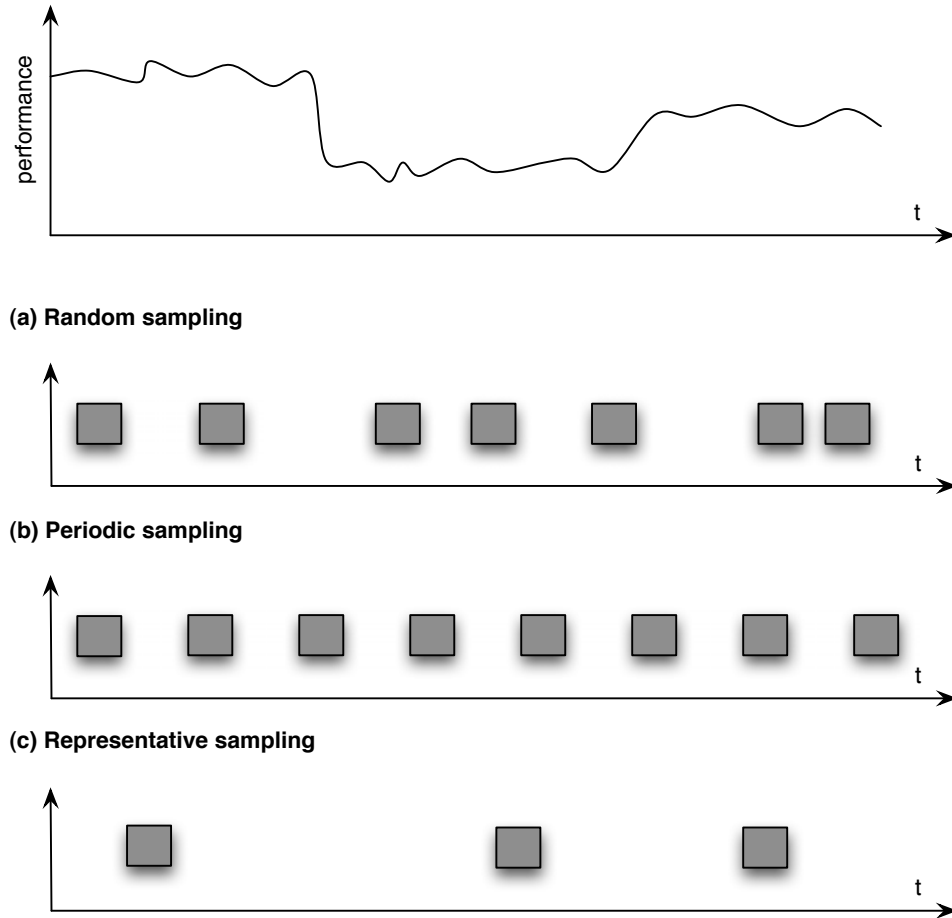 performance
t
(a) Random sampling
t
(b) Periodic sampling
t
(c) Representative sampling
t